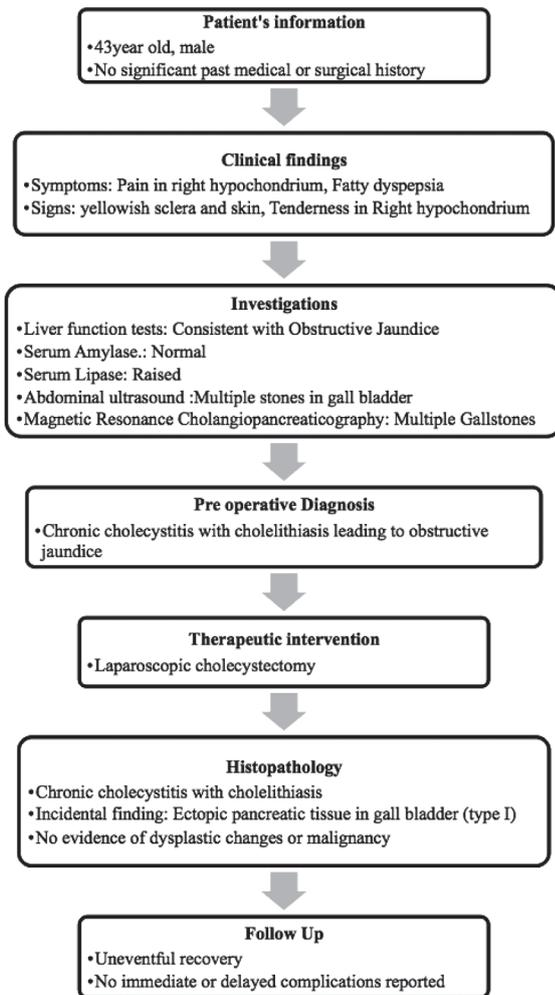 Patient's information
•43year old, male
•No significant past medical or surgical history
Clinical findings
•Symptoms: Pain in right hypochondrium, Fatty dyspepsia
•Signs: yellowish sclera and skin, Tenderness in Right hypochondrium
Investigations
•Liver function tests: Consistent with Obstructive Jaundice
•Serum Amylase.: Normal
•Serum Lipase: Raised
•Abdominal ultrasound :Multiple stones in gall bladder
•Magnetic Resonance Cholangiopancreaticography: Multiple Gallstones
Pre operative Diagnosis
•Chronic cholecystitis with cholelithiasis leading to obstructive
jaundice
Therapeutic intervention
•Laparoscopic cholecystectomy
Histopathology
•Chronic cholecystitis with cholelithiasis
•Incidental finding: Ectopic pancreatic tissue in gall bladder (type I)
•No evidence of dysplastic changes or malignancy
Follow Up
•Uneventful recovery
•No immediate or delayed complications reported